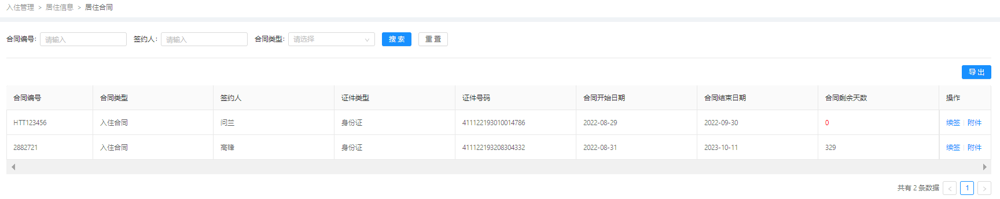 入住管理 > 居住信息 > 居住合同
合同编号: 请输入 签约人: 请输入 合同类型: 请选择 搜索 重置
导出
合同编号 合同类型 签约人 证件类型 证件号码 合同开始日期 合同结束日期 合同剩余天数 操作
HTT123456 入住合同 问兰 身份证 411122193010014786 2022-08-29 2022-09-30 0 续签 附件
2882721 入住合同 高锋 身份证 411122193208304332 2022-08-31 2023-10-11 329 续签 附件
共有 2 条数据 < 1 >